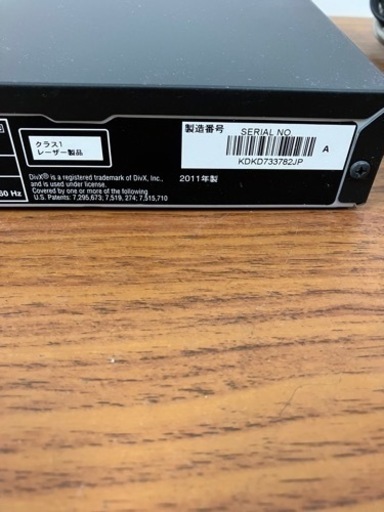 クラス1
レーザー製品
製造番号
SERIAL NO
KDKD733782JP
A
60 Hz
DivX® is a registered trademark of DivX, Inc.,
and is used under license.
Covered by one or more of the following
U.S. Patents: 7,295,673; 7,519, 274; 7,515,710
2011年製